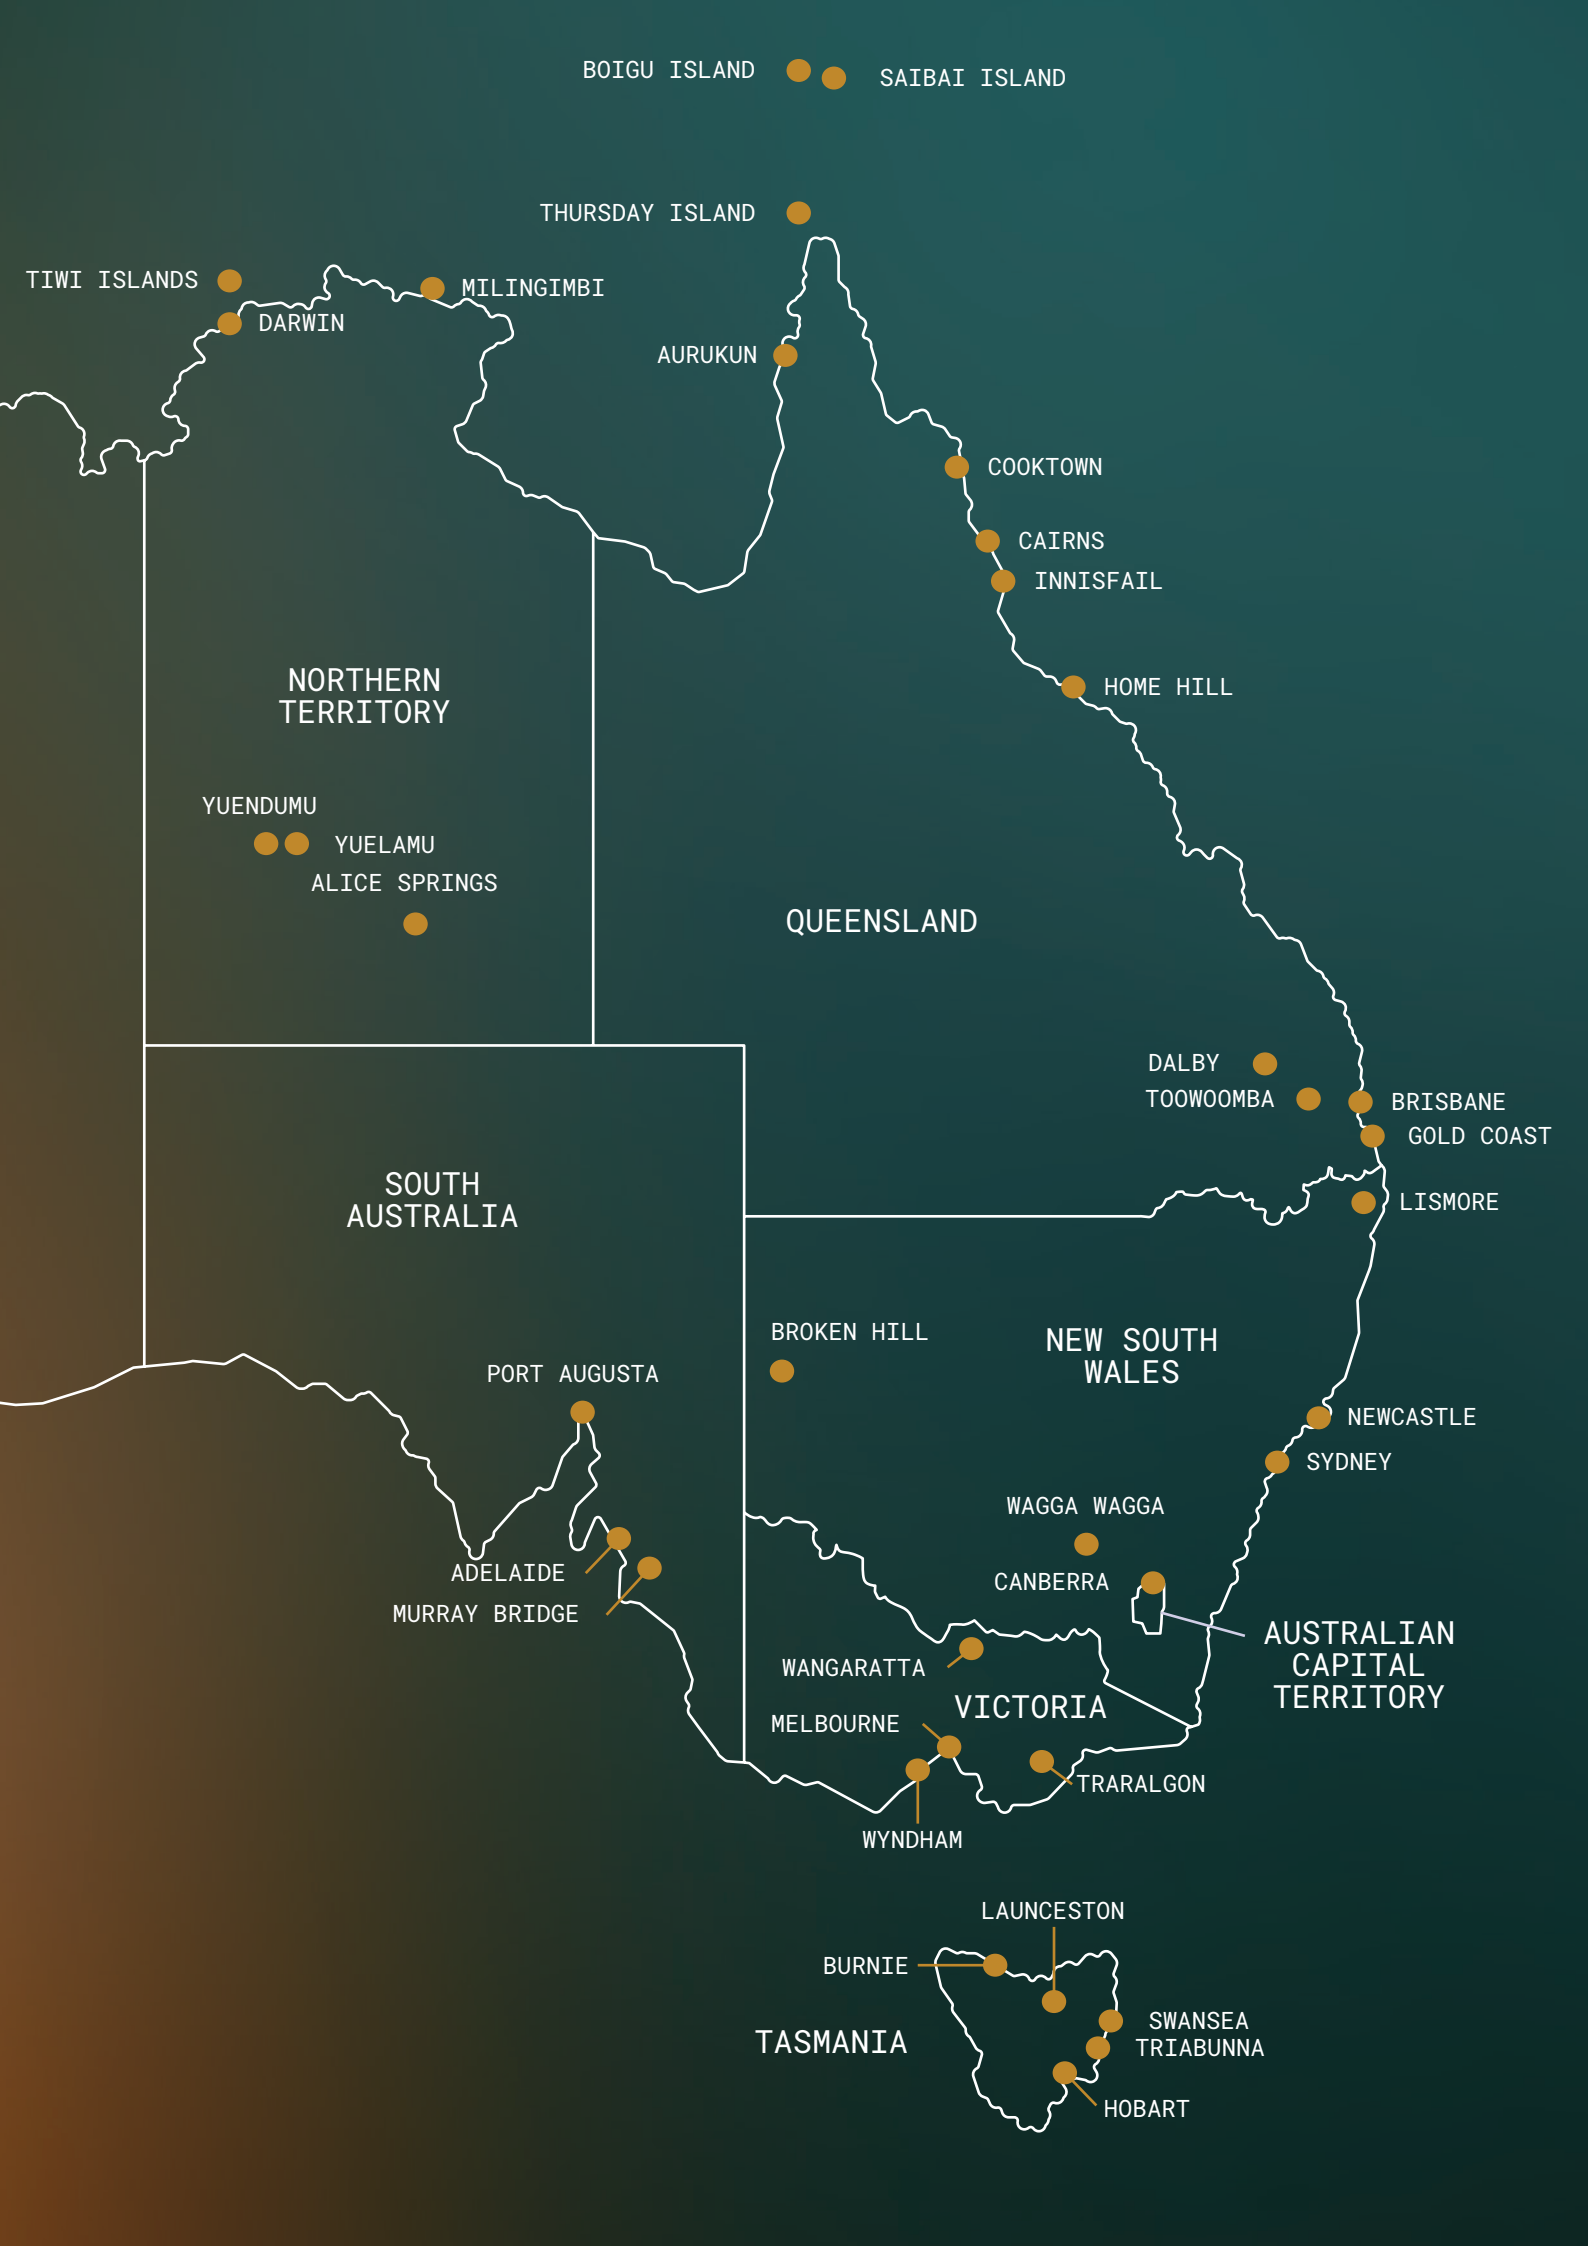 BOIGU ISLAND
SAIBAI ISLAND
THURSDAY ISLAND
TIWI ISLANDS
MILINGIMBI
DARWIN
AURUKUN
COOKTOWN
CAIRNS
INNISFAIL
NORTHERN
TERRITORY
HOME HILL
YUENDUMU
YUELAMU
ALICE SPRINGS
QUEENSLAND
DALBY
TOOWOOMBA
BRISBANE
GOLD COAST
SOUTH
AUSTRALIA
LISMORE
BROKEN HILL
NEW SOUTH
WALES
PORT AUGUSTA
NEWCASTLE
SYDNEY
WAGGA WAGGA
ADELAIDE
CANBERRA
MURRAY BRIDGE
AUSTRALIAN
CAPITAL
TERRITORY
WANGARATTA
VICTORIA
MELBOURNE
TRARALGON
WYNDHAM
LAUNCESTON
BURNIE
SWANSEA
TASMANIA
TRIABUNNA
HOBART